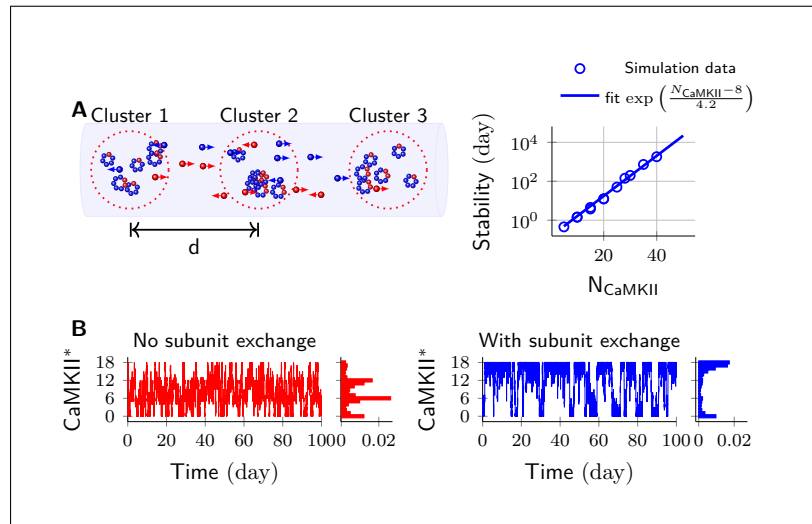 A
Cluster 1 Cluster 2 Cluster 3
d
Simulation data
fit exp (N_CaMKII−8 / 4.2)
Stability (day)
10^4
10^2
10^0
20 40
N_CaMKII
B
No subunit exchange
CaMKII*
18
12
6
0
0 20 40 60 80 100
0 0.02
Time (day)
With subunit exchange
CaMKII*
18
12
6
0
0 20 40 60 80 100
0 0.02
Time (day)